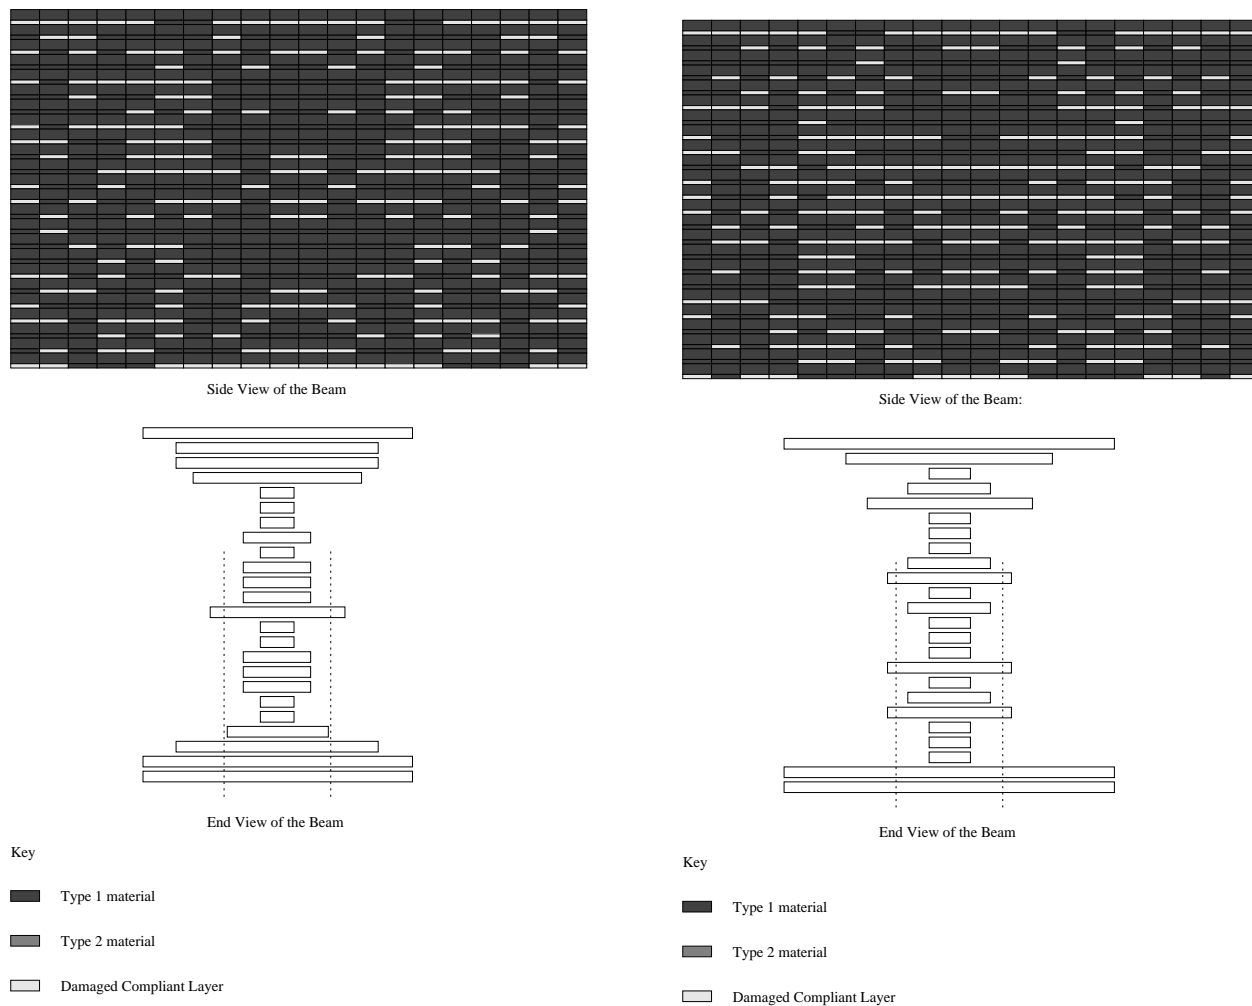 Side View of the Beam
End View of the Beam
Key
Type 1 material
Type 2 material
Damaged Compliant Layer
Side View of the Beam:
End View of the Beam
Key
Type 1 material
Type 2 material
Damaged Compliant Layer